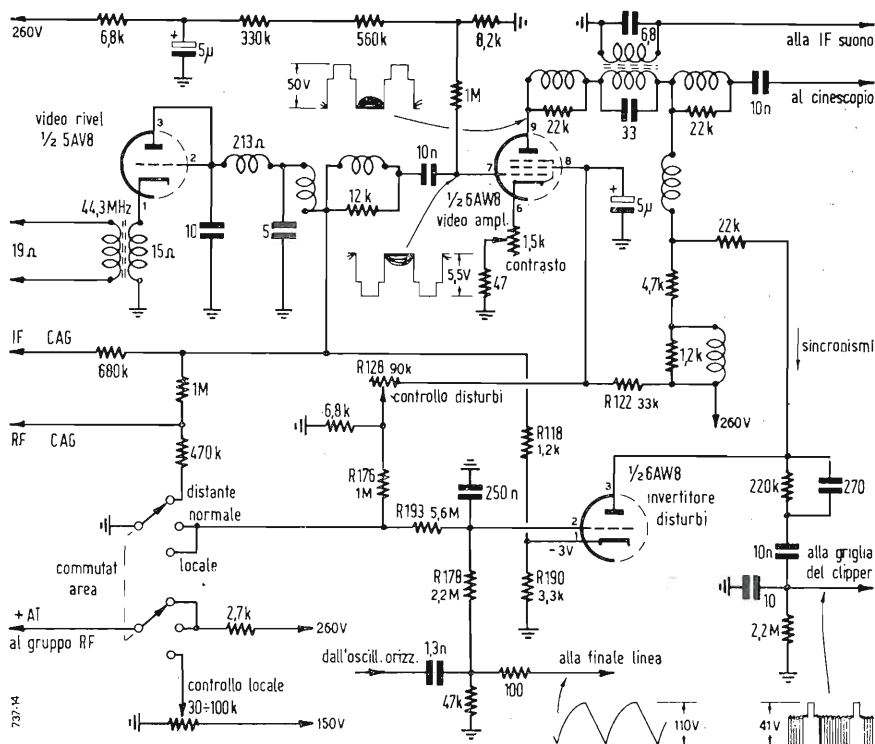 260V
6,8k
5µ
330k
560k
8,2k
6,8
alla IF suono
50V
1M
22k
33
22k
10n
al cinescopio
video rivel
½ 5AV8
3
2
1
213Ω
10n
12k
7
9
8
6
½ 6AW8
video ampl.
5µ
44,3MHz
19Ω
15Ω
10
5
5,5V
1,5k
contrasto
47
22k
4,7k
IF CAG
680k
1M
R128 90k
controllo disturbi
1,2k
R122 33k
sincronismi
260V
RF CAG
470k
6,8k
R118
1,2k
½ 6AW8
invertitore
disturbi
3
2
1
-3V
220k
270
distante
normale
locale
R176
1M
250n
R193 5,6M
10n
alla griglia
del clipper
commutat
area
R178
2,2M
R190
3,3k
10
2,2M
+AT
al gruppo RF
2,7k
260V
dall'oscill. orizz.
1,3n
alla finale linea
100
47k
controllo locale
30÷100k
150V
110V
41V
737-14